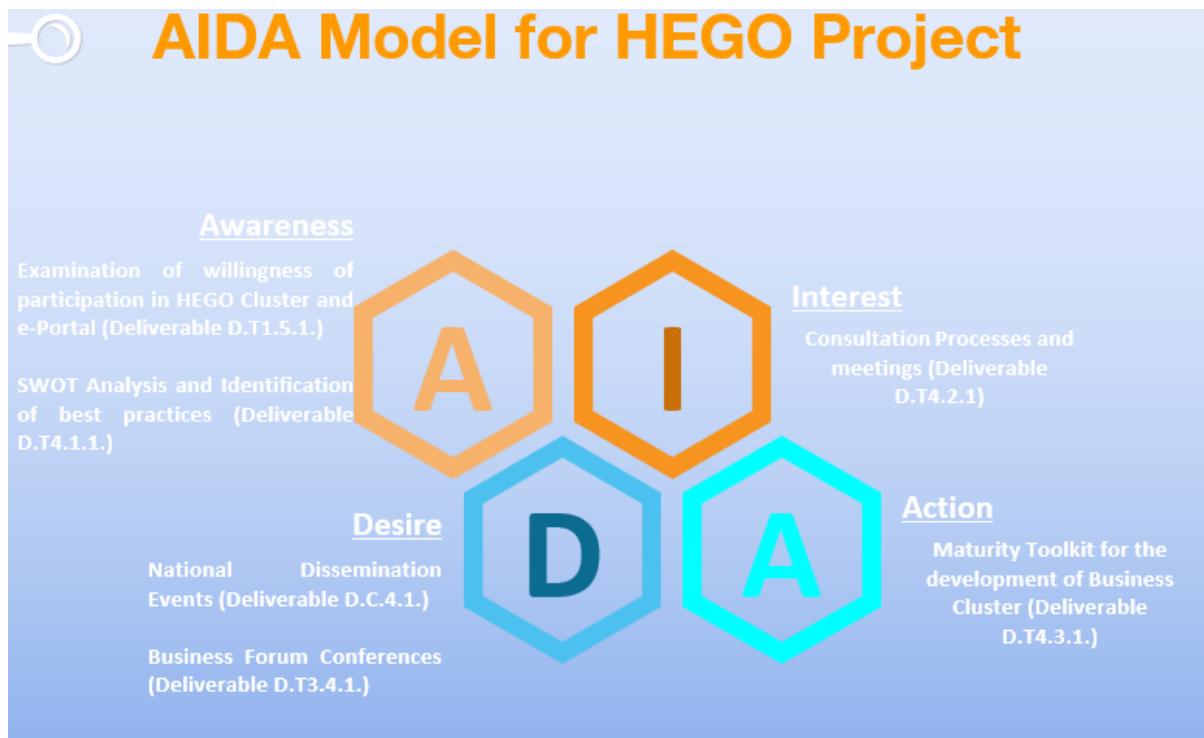 AIDA Model for HEGO Project
Awareness
Examination of willingness of
participation in HEGO Cluster and
e-Portal (Deliverable D.T1.5.1.)
SWOT Analysis and Identification
of best practices (Deliverable
D.T4.1.1.)
A
I
Interest
Consultation Processes and
meetings (Deliverable
D.T4.2.1)
Desire
National Dissemination
Events (Deliverable D.C.4.1.)
Business Forum Conferences
(Deliverable D.T3.4.1.)
D
A
Action
Maturity Toolkit for the
development of Business
Cluster (Deliverable
D.T4.3.1.)